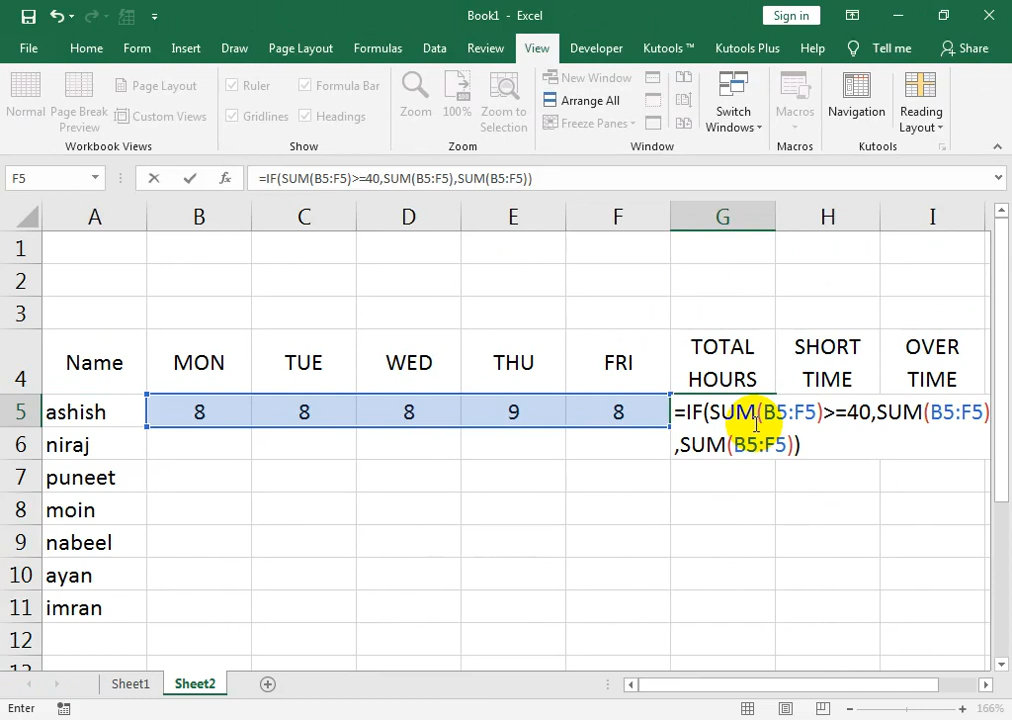 Book1 - Excel
Sign in
File Home Form Insert Draw Page Layout Formulas Data Review View Developer Kutools ™ Kutools Plus Help Tell me Share
Normal
Page Break Preview
Page Layout
Custom Views
Workbook Views
Ruler
Formula Bar
Gridlines
Headings
Show
Zoom
100%
Zoom to Selection
Zoom
New Window
Arrange All
Freeze Panes
Switch Windows
Window
Macros
Macros
Navigation
Reading Layout
Kutools
F5 fx =IF(SUM(B5:F5)>=40,SUM(B5:F5),SUM(B5:F5))
A B C D E F G H I
1
2
3
4 Name MON TUE WED THU FRI TOTAL HOURS SHORT TIME OVER TIME
5 ashish 8 8 8 9 8 =IF(SUM(B5:F5)>=40,SUM(B5:F5)
,SUM(B5:F5))
6 niraj
7 puneet
8 moin
9 nabeel
10 ayan
11 imran
12
13
Sheet1 Sheet2
Enter 166%